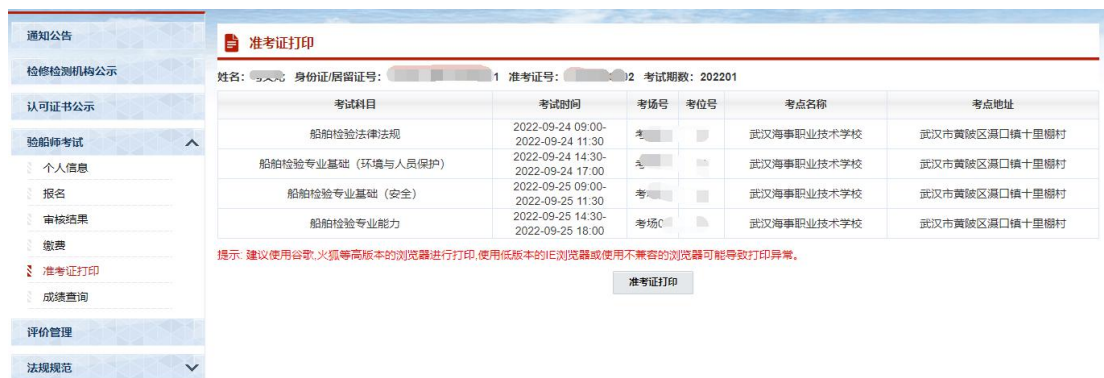 通知公告
检修检测机构公示
认可证书公示
验船师考试
个人信息
报名
审核结果
缴费
准考证打印
成绩查询
评价管理
法规规范
准考证打印
姓名: 身份证/居留证号: 1 准考证号: 02 考试期数: 202201
考试科目 考试时间 考场号 考位号 考点名称 考点地址
船舶检验法律法规 2022-09-24 09:00-2022-09-24 11:30 武汉海事职业技术学校 武汉市黄陂区滠口镇十里棚村
船舶检验专业基础（环境与人员保护） 2022-09-24 14:30-2022-09-24 17:00 武汉海事职业技术学校 武汉市黄陂区滠口镇十里棚村
船舶检验专业基础（安全） 2022-09-25 09:00-2022-09-25 11:30 武汉海事职业技术学校 武汉市黄陂区滠口镇十里棚村
船舶检验专业能力 2022-09-25 14:30-2022-09-25 18:00 考场 武汉海事职业技术学校 武汉市黄陂区滠口镇十里棚村
提示: 建议使用谷歌,火狐等高版本的浏览器进行打印,使用低版本的IE浏览器或使用不兼容的浏览器可能导致打印异常。
准考证打印